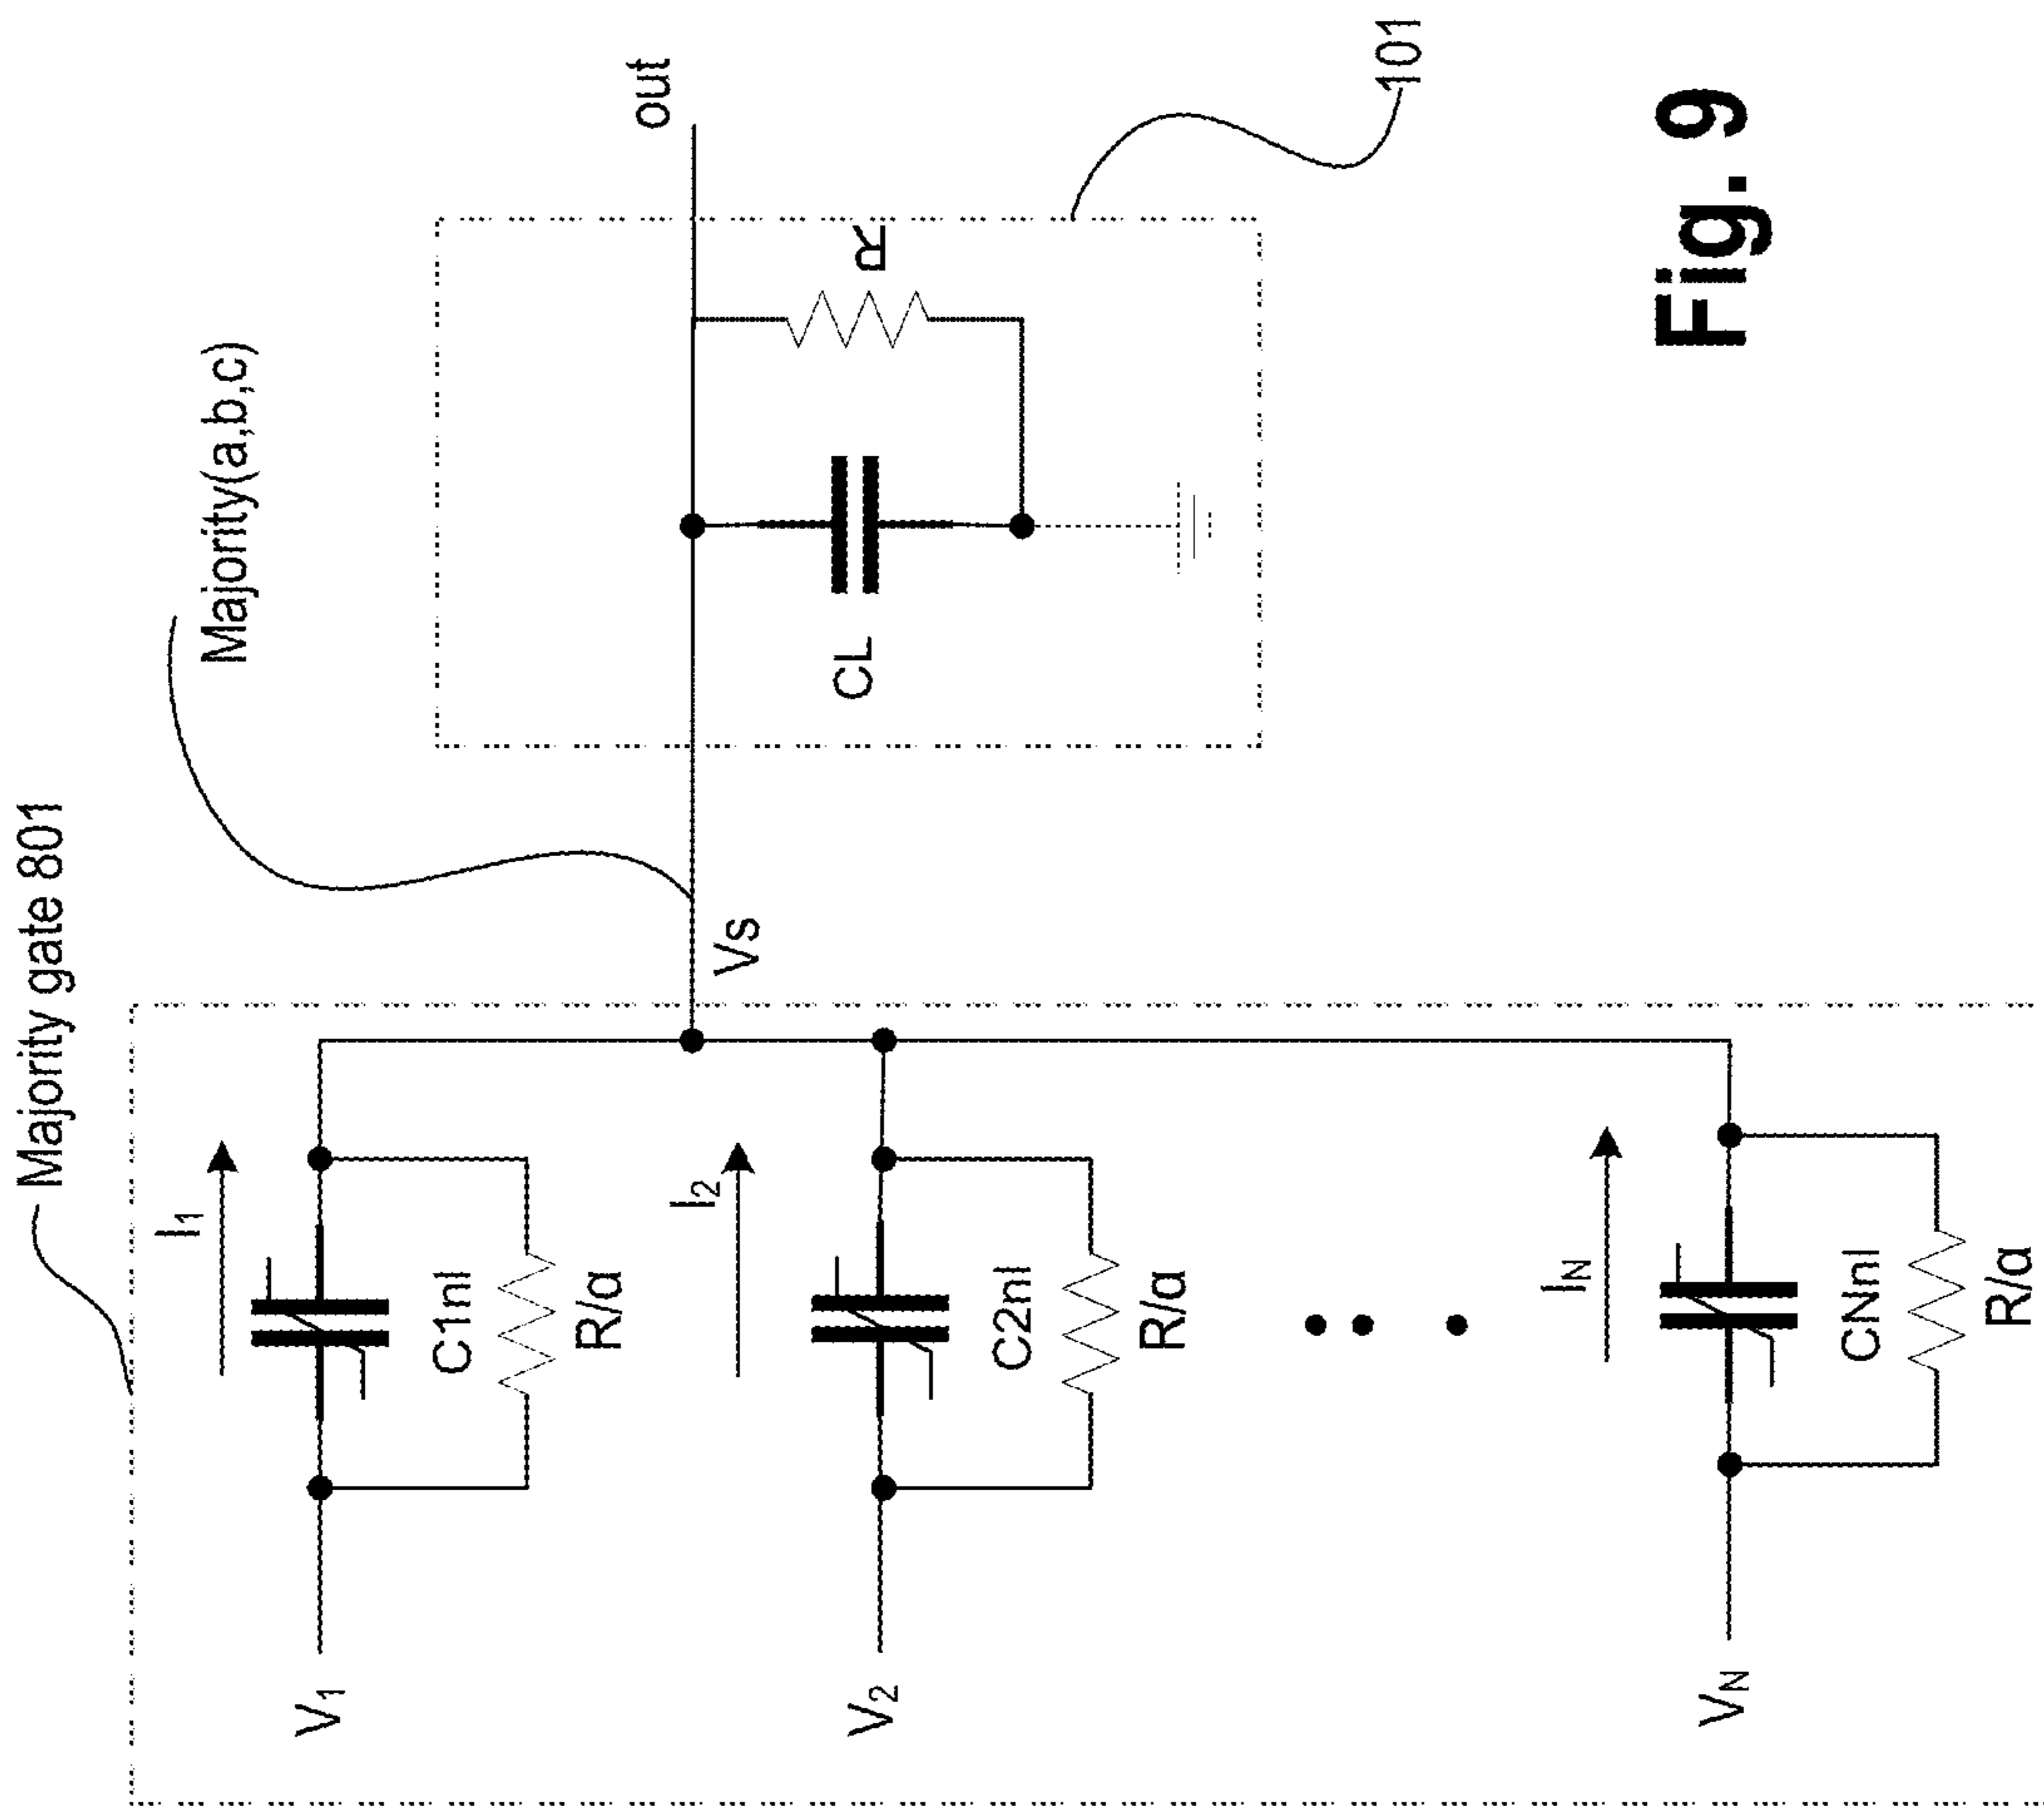 Majority gate 801
Majority(a,b,c)
out
I1
C1nl
R/α
V1
Vs
CL
R
101
I2
C2nl
R/α
V2
IN
CNnl
R/α
VN
Fig. 9